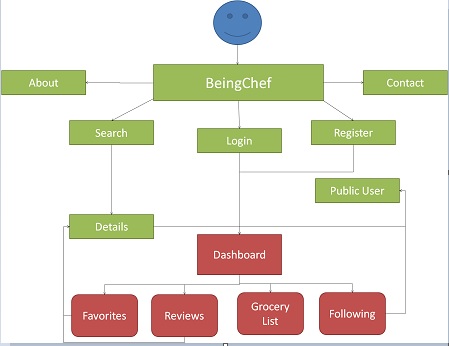 BeingChef
About
Contact
Search
Login
Register
Public User
Details
Dashboard
Favorites
Reviews
Grocery
List
Following